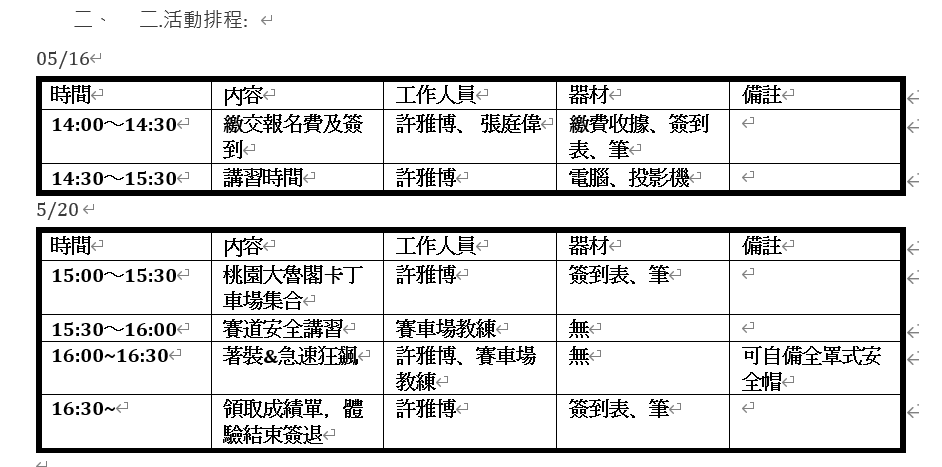 二、 二.活動排程:
05/16
時間 內容 工作人員 器材 備註
14:00～14:30 繳交報名費及簽 許雅博、 張庭偉 繳費收據、簽到
到 表、筆
14:30～15:30 講習時間 許雅博 電腦、投影機
5/20
時間 內容 工作人員 器材 備註
15:00～15:30 桃園大魯閣卡丁 許雅博 簽到表、筆
車場集合
15:30～16:00 賽道安全講習 賽車場教練 無
16:00~16:30 著裝&急速狂飆 許雅博、賽車場 無 可自備全罩式安
教練 全帽
16:30~ 領取成績單，體 許雅博 簽到表、筆
驗結束簽退